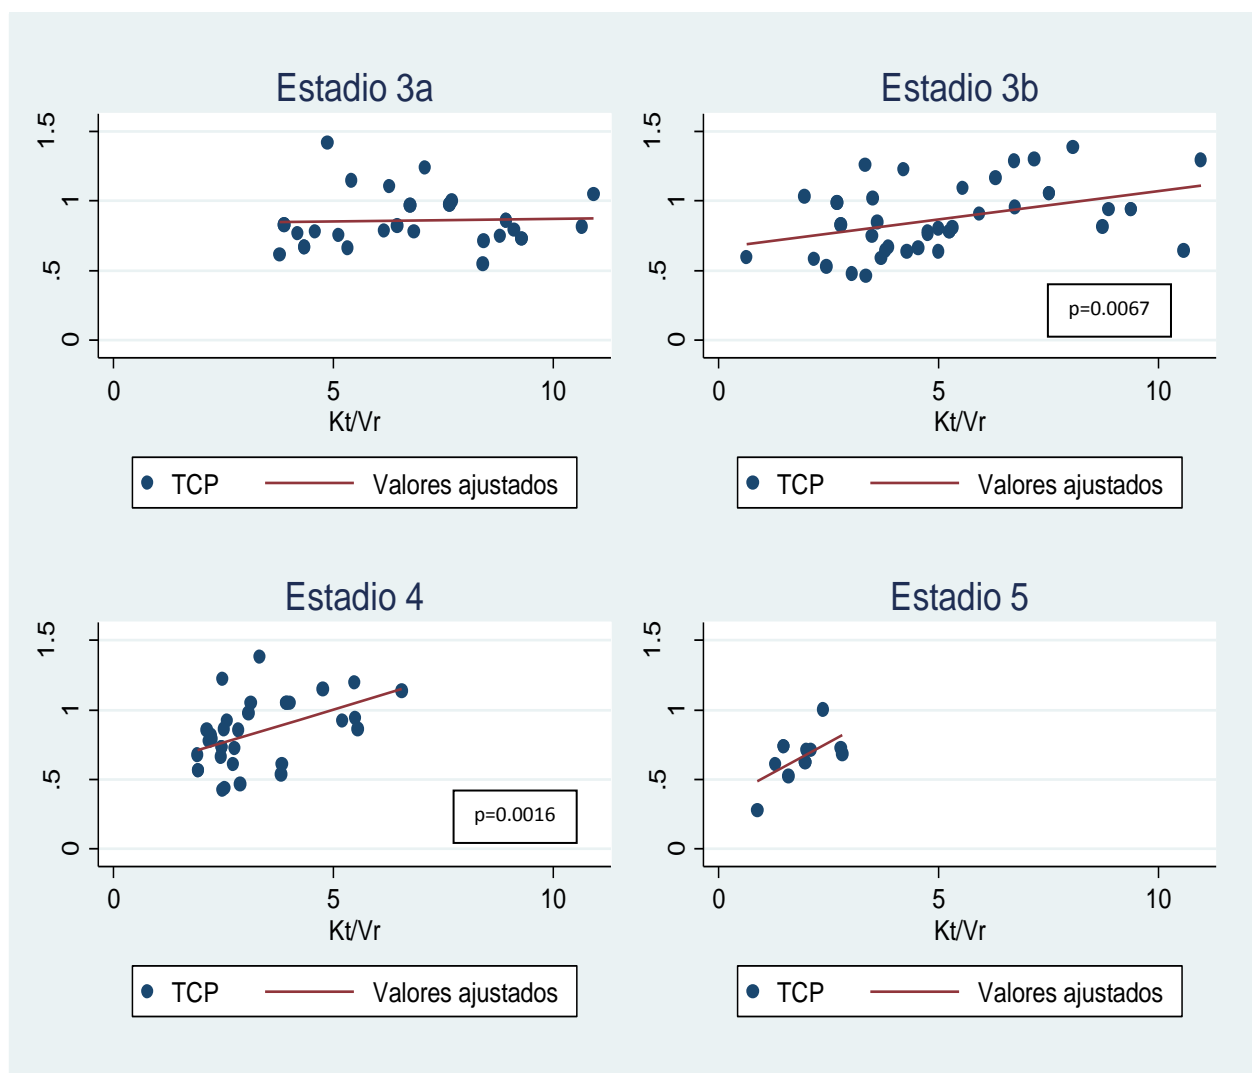 Estadio 3a
1.5
1
.5
0
0 5 10
Kt/Vr
TCP Valores ajustados
Estadio 3b
1.5
1
.5
0
p=0.0067
0 5 10
Kt/Vr
TCP Valores ajustados
Estadio 4
1.5
1
.5
0
p=0.0016
0 5 10
Kt/Vr
TCP Valores ajustados
Estadio 5
1.5
1
.5
0
0 5 10
Kt/Vr
TCP Valores ajustados